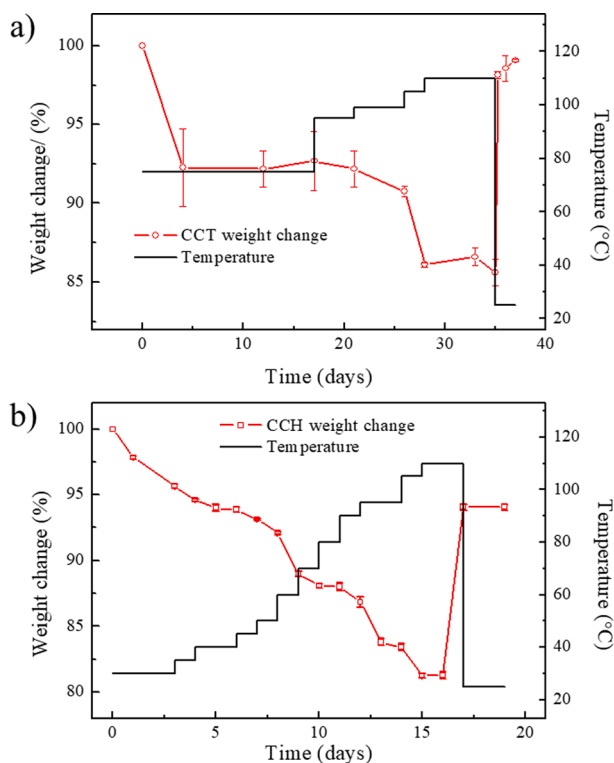 a)
100
95
90
85
Weight change/ (%)
120
100
80
60
40
20
Temperature (°C)
CCT weight change
Temperature
0 10 20 30 40
Time (days)
b)
100
95
90
85
80
Weight change (%)
120
100
80
60
40
20
Temperature (°C)
CCH weight change
Temperature
0 5 10 15 20
Time (days)